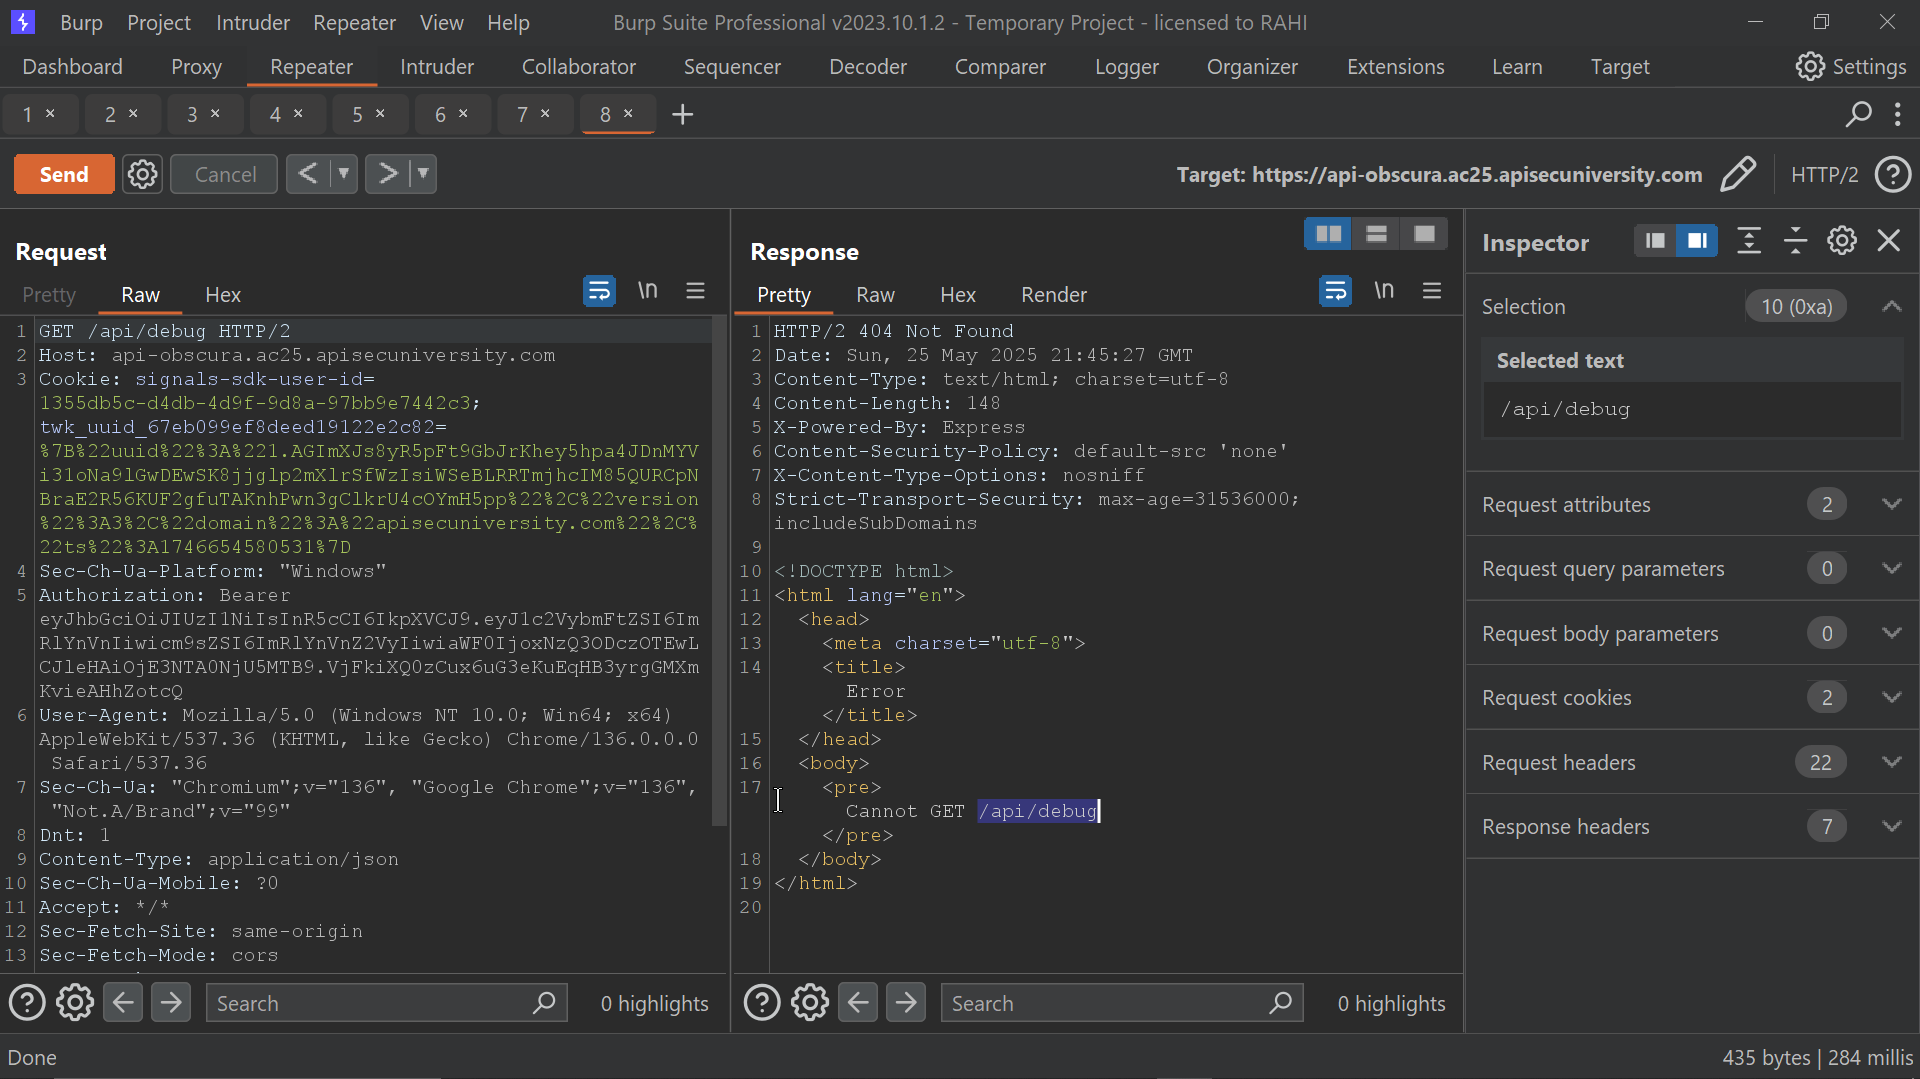 Burp Project Intruder Repeater View Help Burp Suite Professional v2023.10.1.2 - Temporary Project - licensed to RAHI
Dashboard Proxy Repeater Intruder Collaborator Sequencer Decoder Comparer Logger Organizer Extensions Learn Target Settings
1 × 2 × 3 × 4 × 5 × 6 × 7 × 8 × +
Send Cancel < > Target: https://api-obscura.ac25.apisecuniversity.com HTTP/2
Request
Pretty Raw Hex \n
1 GET /api/debug HTTP/2
2 Host: api-obscura.ac25.apisecuniversity.com
3 Cookie: signals-sdk-user-id=
1355db5c-d4db-4d9f-9d8a-97bb9e7442c3;
twk_uuid_67eb099ef8deed19122e2c82=
%7B%22uuid%22%3A%221.AGImXJs8yR5pFt9GbJrKhey5hpa4JDnMYV
i31oNa9lGwDEwSK8jjglp2mXlrSfWzIsiWSeBLRRTmjhcIM85QURCpN
BraE2R56KUF2gfuTAKnhPwn3gClkrU4cOYmH5pp%22%2C%22version
%22%3A3%2C%22domain%22%3A%22apisecuniversity.com%22%2C%
22ts%22%3A1746654580531%7D
4 Sec-Ch-Ua-Platform: "Windows"
5 Authorization: Bearer
eyJhbGciOiJIUzI1NiIsInR5cCI6IkpXVCJ9.eyJ1c2VybmFtZSI6Im
RlYnVnIiwicm9sZSI6ImRlYnVnZ2VyIiwiaWF0IjoxNzQ3ODczOTEwL
CJleHAiOjE3NTA0NjU5MTB9.VjFkiXQ0zCux6uG3eKuEqHB3yrgGMXm
KvieAHhZotcQ
6 User-Agent: Mozilla/5.0 (Windows NT 10.0; Win64; x64)
AppleWebKit/537.36 (KHTML, like Gecko) Chrome/136.0.0.0
Safari/537.36
7 Sec-Ch-Ua: "Chromium";v="136", "Google Chrome";v="136",
"Not.A/Brand";v="99"
8 Dnt: 1
9 Content-Type: application/json
10 Sec-Ch-Ua-Mobile: ?0
11 Accept: */*
12 Sec-Fetch-Site: same-origin
13 Sec-Fetch-Mode: cors
Search 0 highlights
Response
Pretty Raw Hex Render \n
1 HTTP/2 404 Not Found
2 Date: Sun, 25 May 2025 21:45:27 GMT
3 Content-Type: text/html; charset=utf-8
4 Content-Length: 148
5 X-Powered-By: Express
6 Content-Security-Policy: default-src 'none'
7 X-Content-Type-Options: nosniff
8 Strict-Transport-Security: max-age=31536000;
includeSubDomains
9
10 <!DOCTYPE html>
11 <html lang="en">
12 <head>
13 <meta charset="utf-8">
14 <title>
Error
</title>
15 </head>
16 <body>
17 <pre>
Cannot GET /api/debug
</pre>
18 </body>
19 </html>
20
Search 0 highlights
Inspector
Selection 10 (0xa)
Selected text
/api/debug
Request attributes 2
Request query parameters 0
Request body parameters 0
Request cookies 2
Request headers 22
Response headers 7
Done 435 bytes | 284 millis